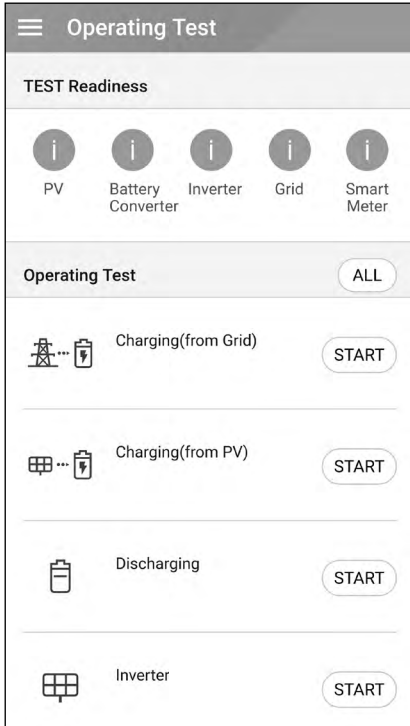 Operating Test
TEST Readiness
i i i i i
PV Battery Converter Inverter Grid Smart Meter
Operating Test ALL
Charging(from Grid) START
Charging(from PV) START
Discharging START
Inverter START